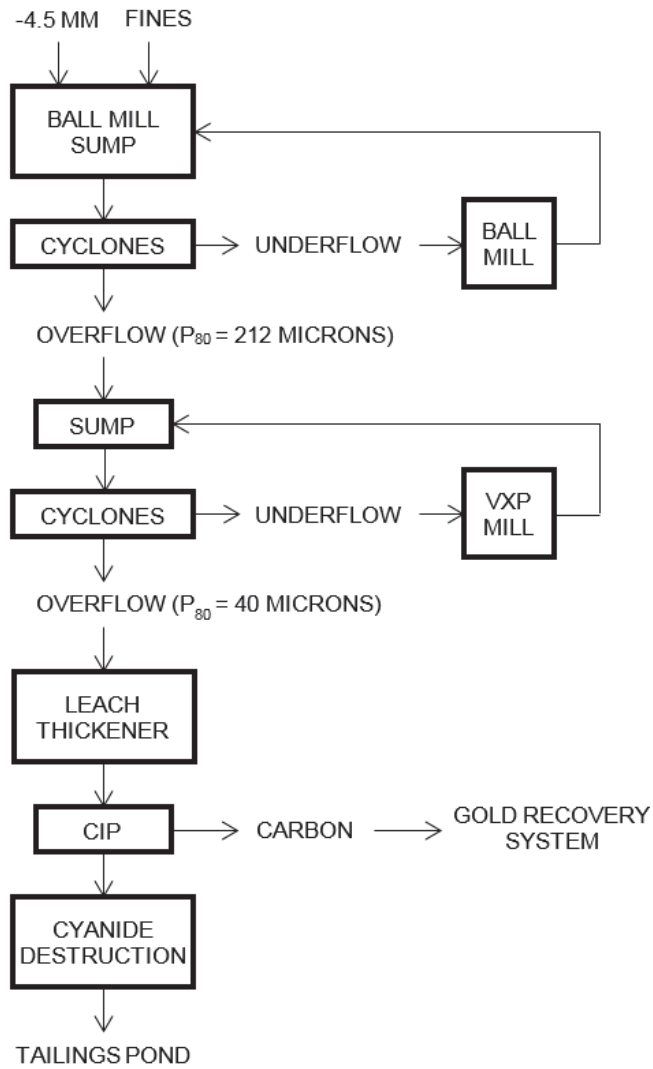 -4.5 MM FINES
BALL MILL
SUMP
CYCLONES UNDERFLOW
BALL
MILL
OVERFLOW (P₈₀ = 212 MICRONS)
SUMP
CYCLONES UNDERFLOW
VXP
MILL
OVERFLOW (P₈₀ = 40 MICRONS)
LEACH
THICKENER
CIP CARBON
GOLD RECOVERY
SYSTEM
CYANIDE
DESTRUCTION
TAILINGS POND